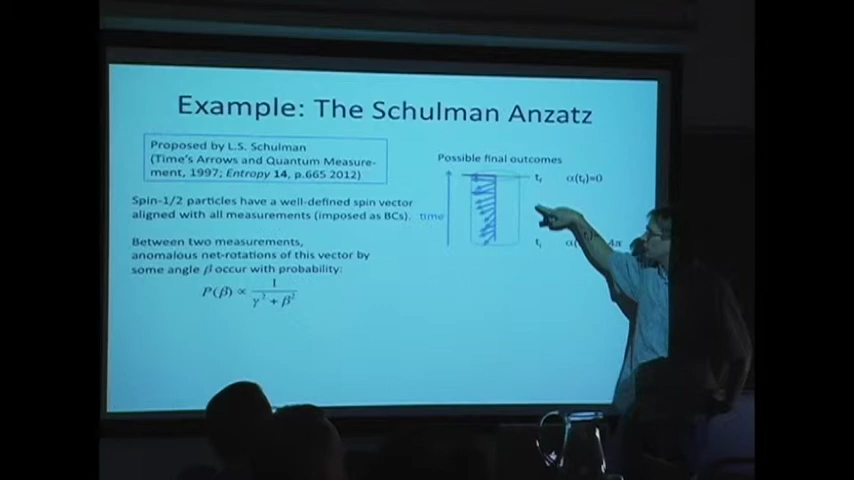 Example: The Schulman Anzatz
Proposed by L.S. Schulman
(Time's Arrows and Quantum Measure-
ment, 1997; Entropy 14, p.665 2012)
Spin-1/2 particles have a well-defined spin vector
aligned with all measurements (imposed as BCs).
Between two measurements,
anomalous net-rotations of this vector by
some angle β occur with probability:
P(β) ∝ 1 / (γ² + β²)
Possible final outcomes
t_f α(t_f)=0
time
t_i